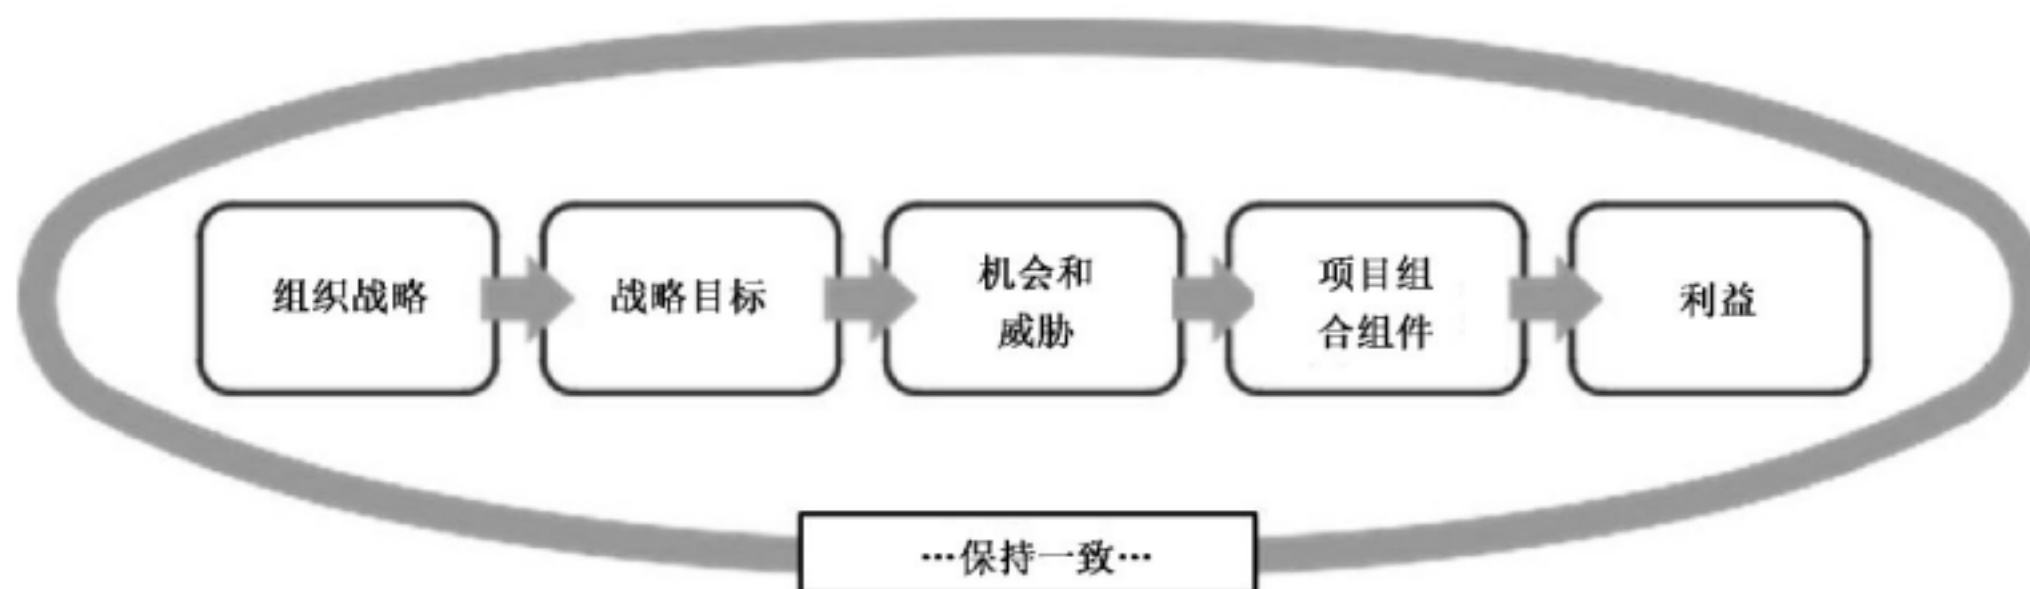 组织战略
战略目标
机会和
威胁
项目组
合组件
利益
…保持一致…